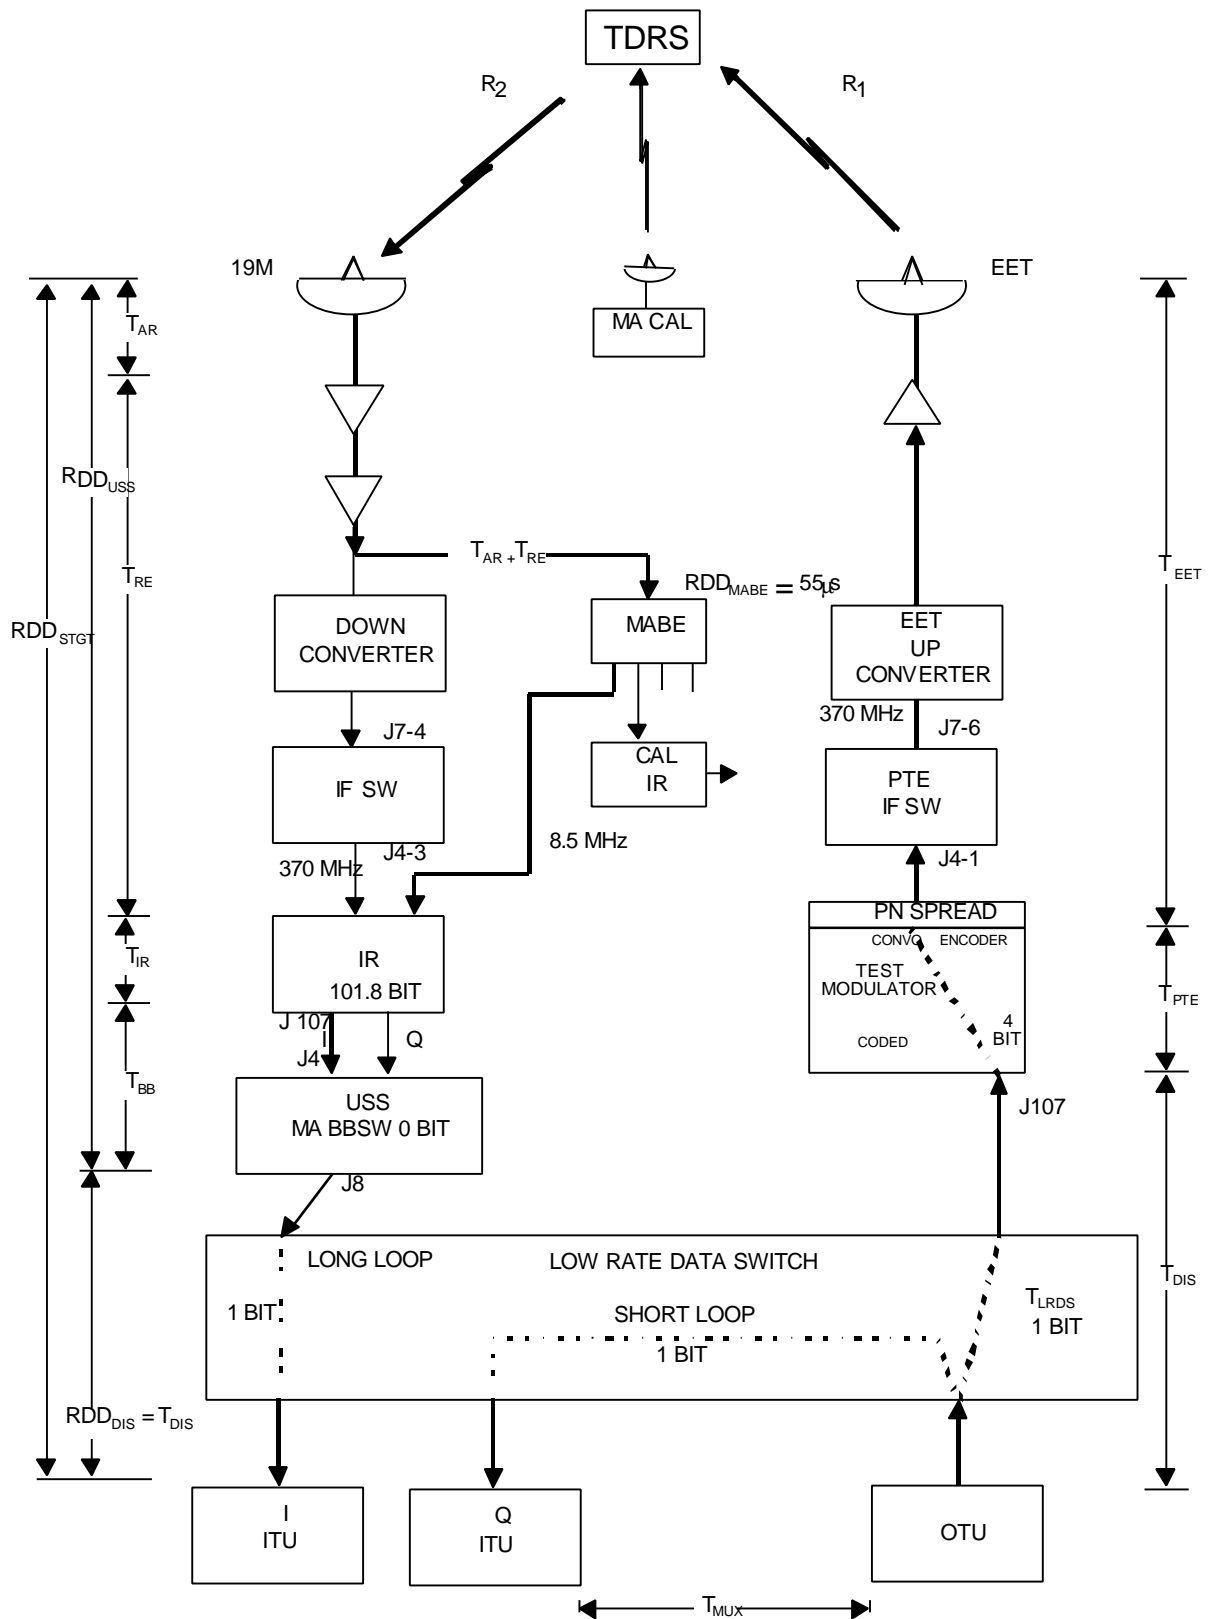 TDRS
R2
R1
19M
EET
TAR
MA CAL
RDDUSS
TAR + TRE
TRE
TEET
RDDMABE = 55µs
RDDSTGT
DOWN
CONVERTER
MABE
EET
UP
CONVERTER
370 MHz
J7-6
J7-4
IF SW
CAL
IR
PTE
IF SW
8.5 MHz
J4-3
370 MHz
J4-1
PN SPREAD
CONVO ENCODER
TIR
IR
101.8 BIT
TEST
MODULATOR
TPTE
J 107
I
Q
J4
4
BIT
CODED
TBB
USS
MA BBSW 0 BIT
J107
J8
LONG LOOP
LOW RATE DATA SWITCH
TDIS
1 BIT
SHORT LOOP
TLRDS
1 BIT
1 BIT
RDDDIS = TDIS
I
ITU
Q
ITU
OTU
TMUX